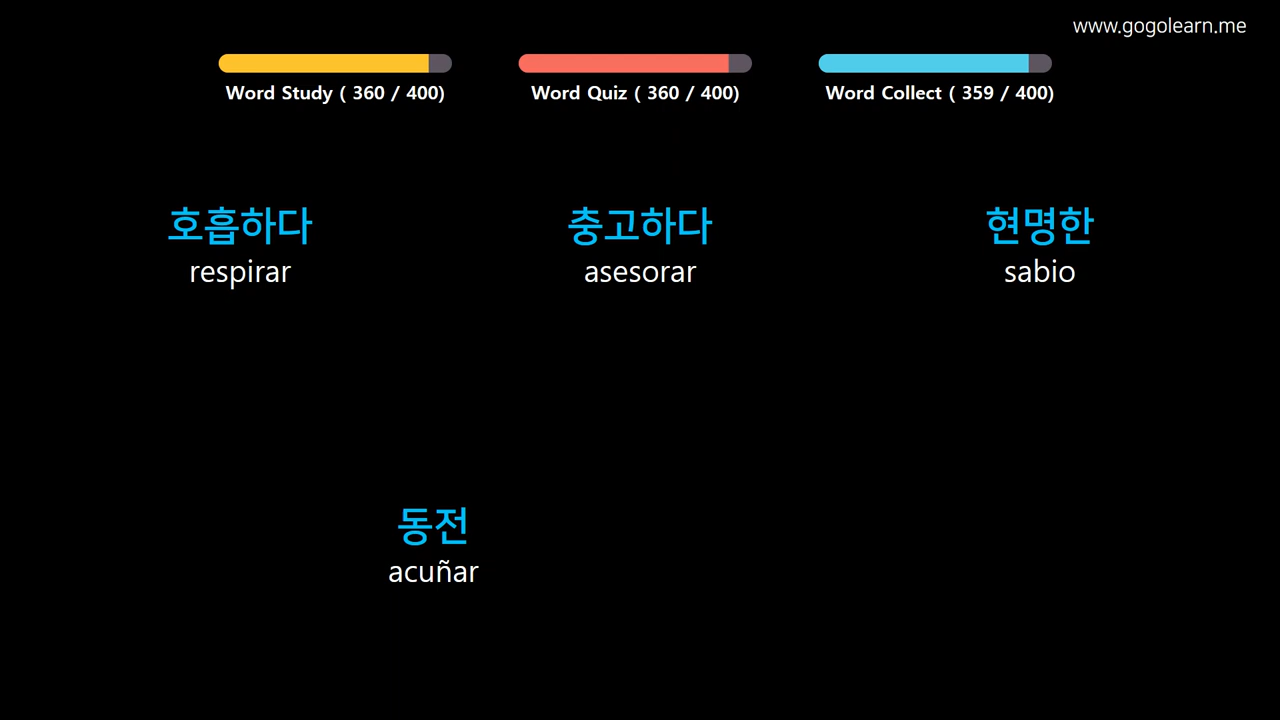 www.gogolearn.me
Word Study ( 360 / 400)
Word Quiz ( 360 / 400)
Word Collect ( 359 / 400)
호흡하다
respirar
충고하다
asesorar
현명한
sabio
동전
acuñar